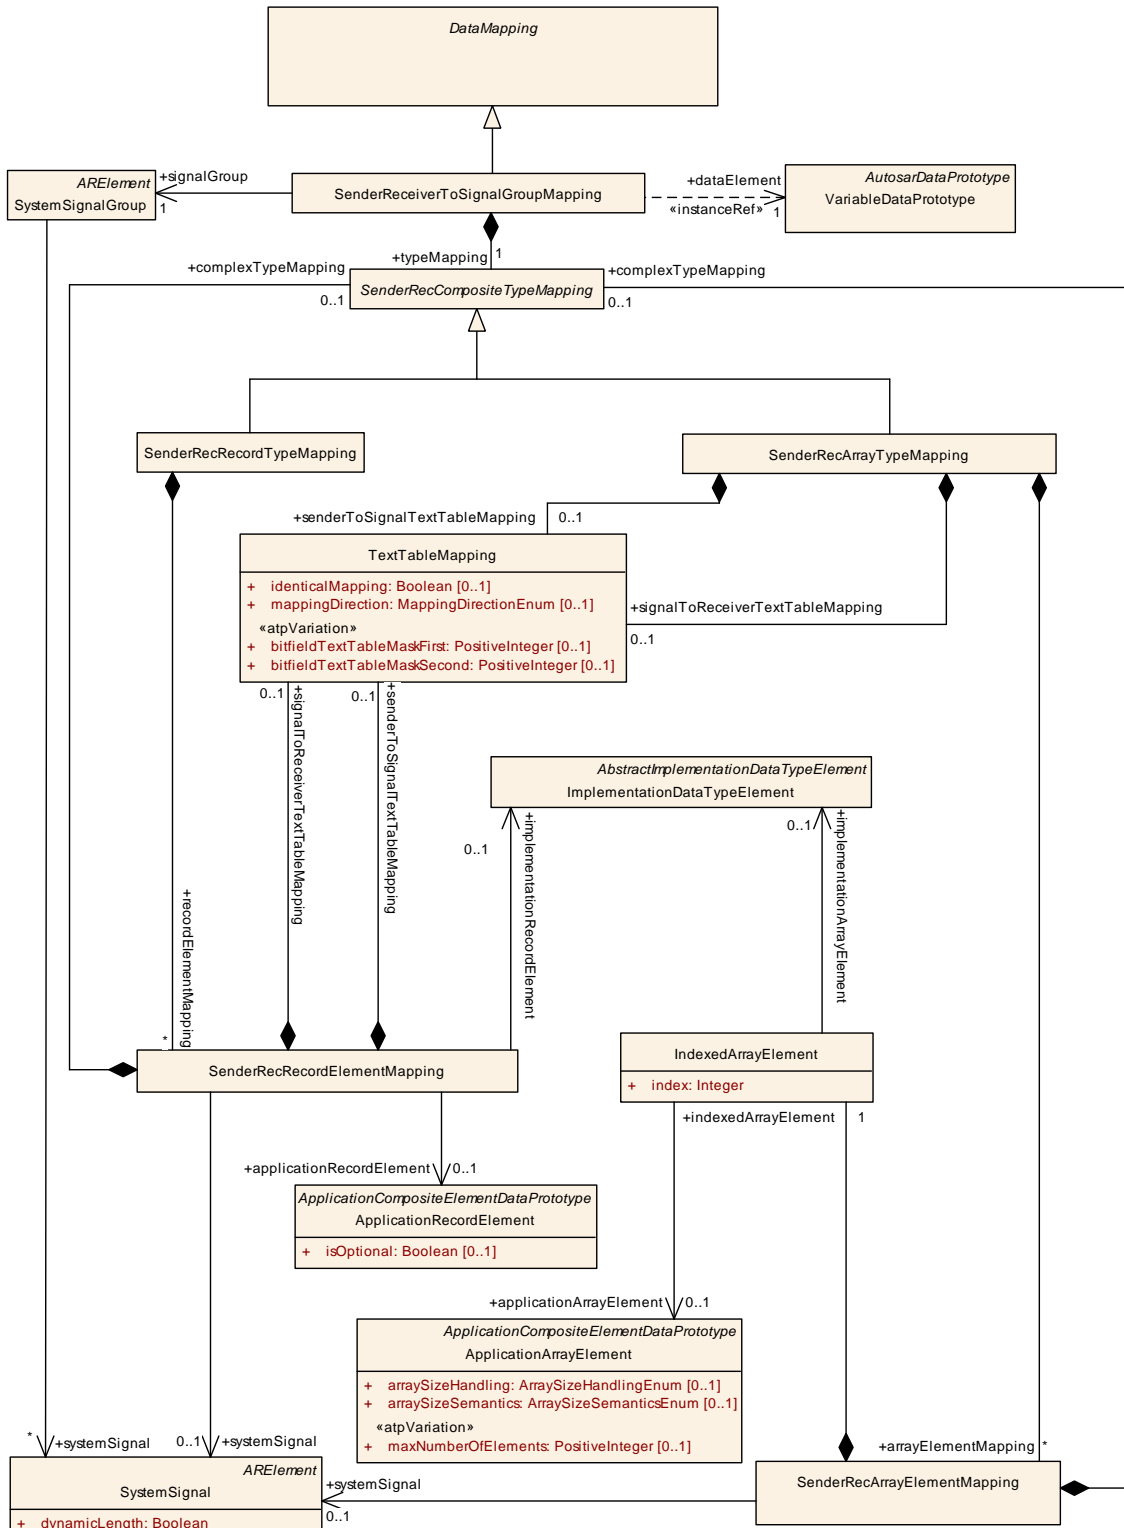 DataMapping
+signalGroup
1
ARElement
SystemSignalGroup
SenderReceiverToSignalGroupMapping
+dataElement
«instanceRef»
1
AutosarDataPrototype
VariableDataPrototype
+typeMapping
1
+complexTypeMapping
0..1
SenderRecCompositeTypeMapping
+complexTypeMapping
0..1
SenderRecRecordTypeMapping
SenderRecArrayTypeMapping
+senderToSignalTextTableMapping
0..1
TextTableMapping
+ identicalMapping: Boolean [0..1]
+ mappingDirection: MappingDirectionEnum [0..1]
«atpVariation»
+ bitfieldTextTableMaskFirst: PositiveInteger [0..1]
+ bitfieldTextTableMaskSecond: PositiveInteger [0..1]
+signalToReceiverTextTableMapping
0..1
0..1
+signalToReceiverTextTableMapping
0..1
+senderToSignalTextTableMapping
AbstractImplementationDataTypeElement
ImplementationDataTypeElement
0..1
+implementationRecordElement
0..1
+implementationArrayElement
+recordElementMapping
*
SenderRecRecordElementMapping
IndexedArrayElement
+ index: Integer
+indexedArrayElement
1
+applicationRecordElement
0..1
ApplicationCompositeElementDataPrototype
ApplicationRecordElement
+ isOptional: Boolean [0..1]
+applicationArrayElement
0..1
ApplicationCompositeElementDataPrototype
ApplicationArrayElement
+ arraySizeHandling: ArraySizeHandlingEnum [0..1]
+ arraySizeSemantics: ArraySizeSemanticsEnum [0..1]
«atpVariation»
+ maxNumberOfElements: PositiveInteger [0..1]
*
+systemSignal
0..1
+systemSignal
+arrayElementMapping
*
ARElement
SystemSignal
+ dynamicLength: Boolean
+systemSignal
0..1
SenderRecArrayElementMapping